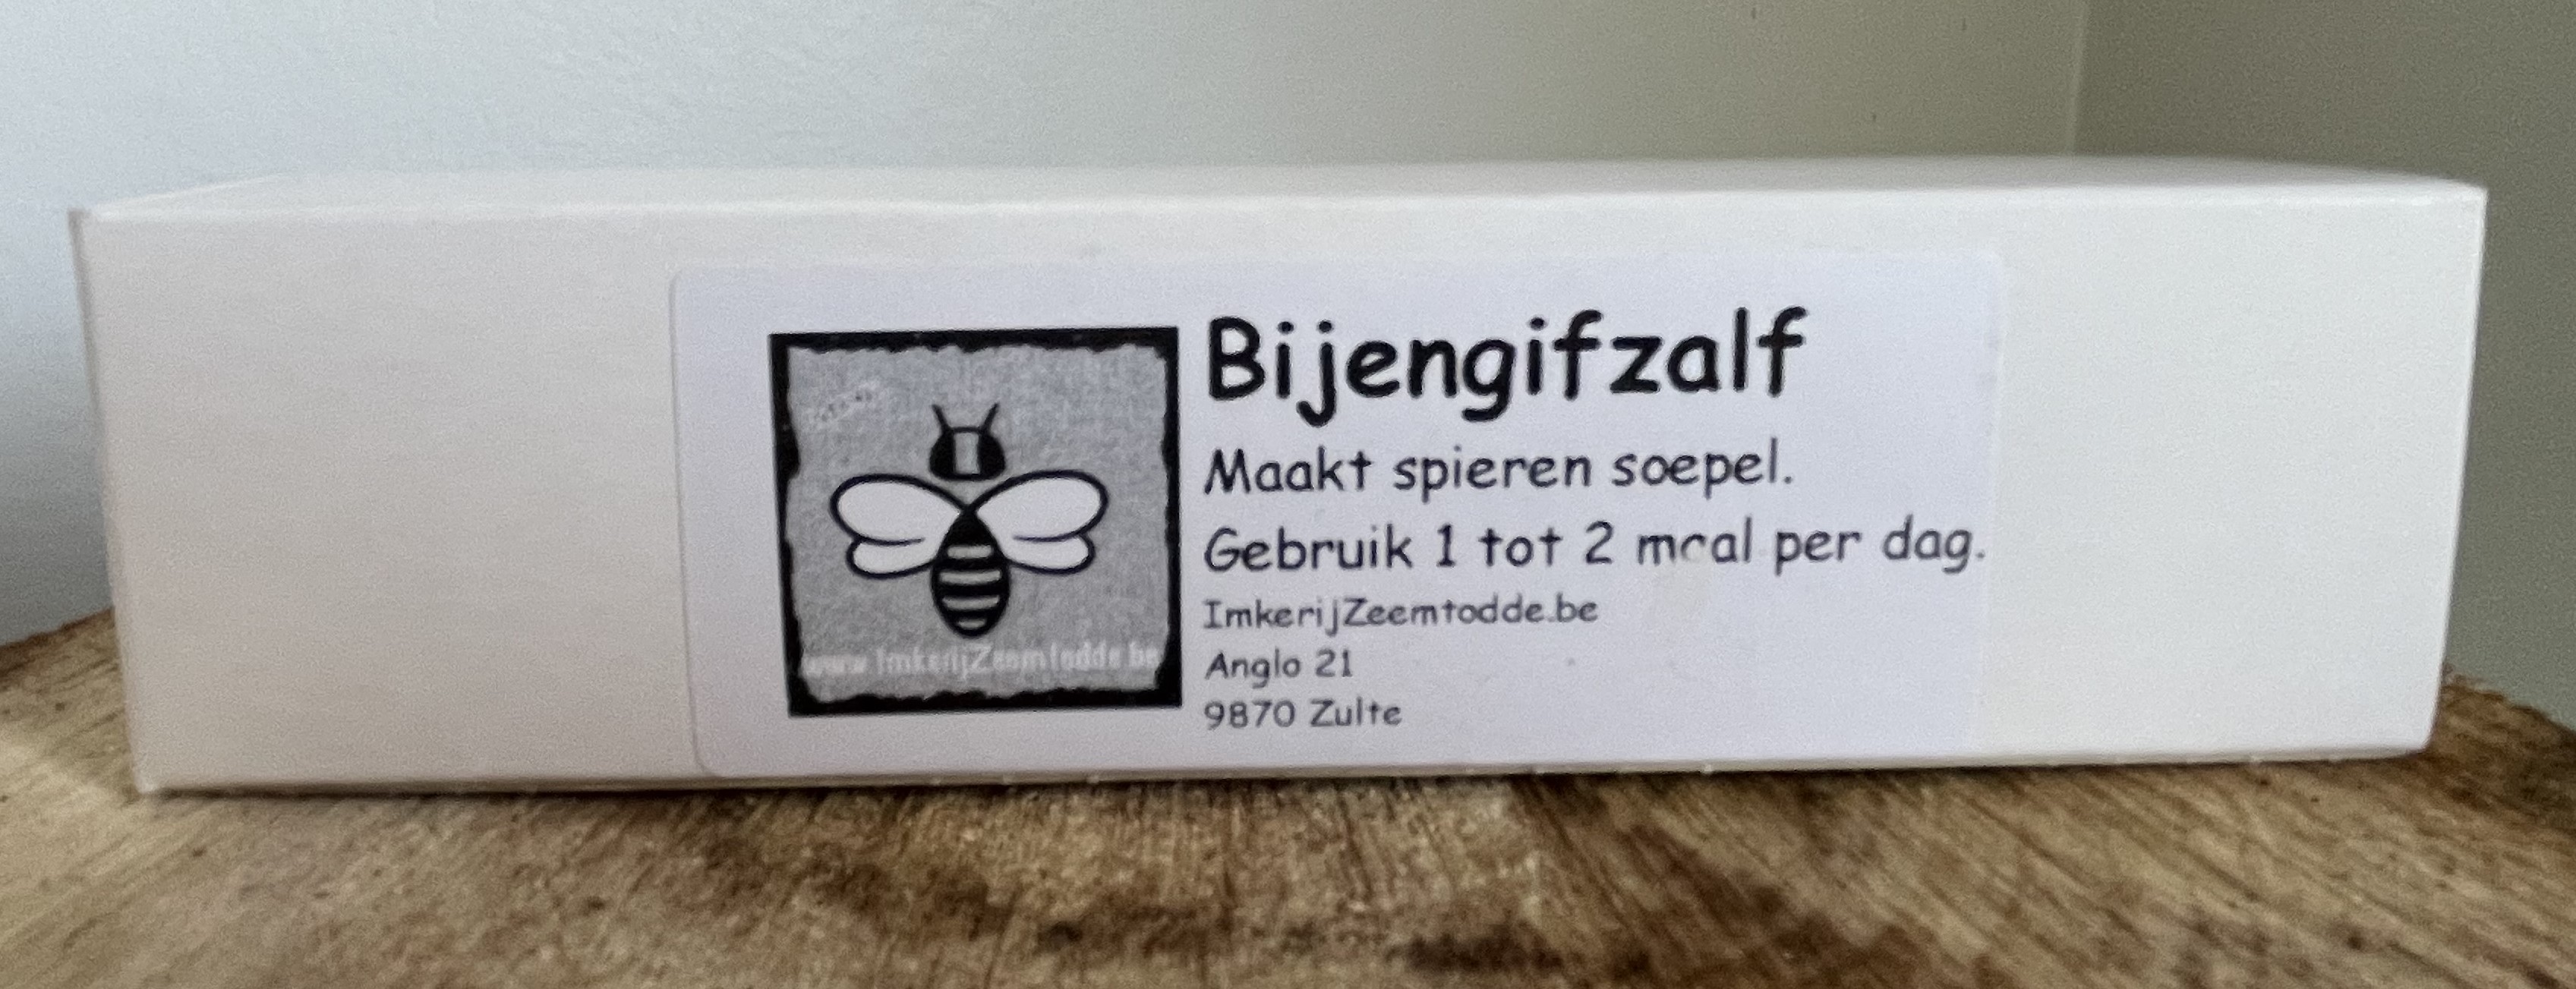 Bijengifzalf
Maakt spieren soepel.
Gebruik 1 tot 2 mcal per dag.
ImkerijZeemtodde.be
Anglo 21
9870 Zulte
www.ImkerijZeemtodde.be